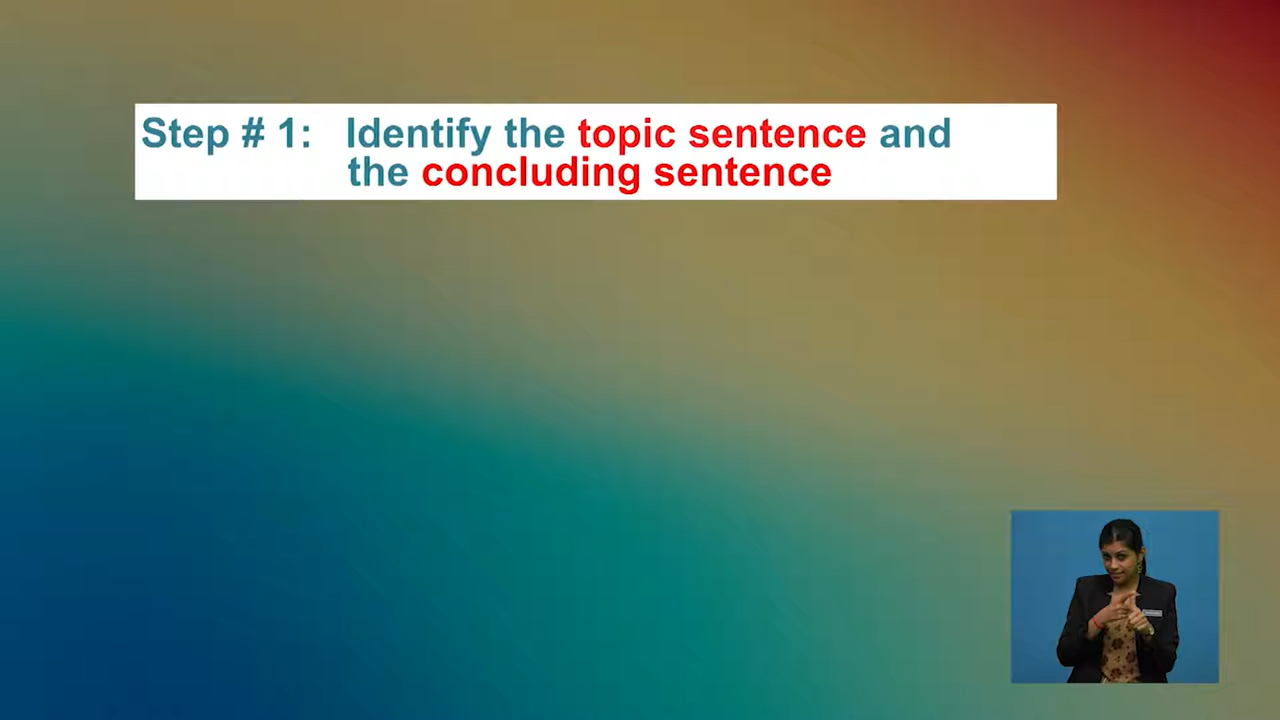 Step # 1: Identify the topic sentence and
the concluding sentence